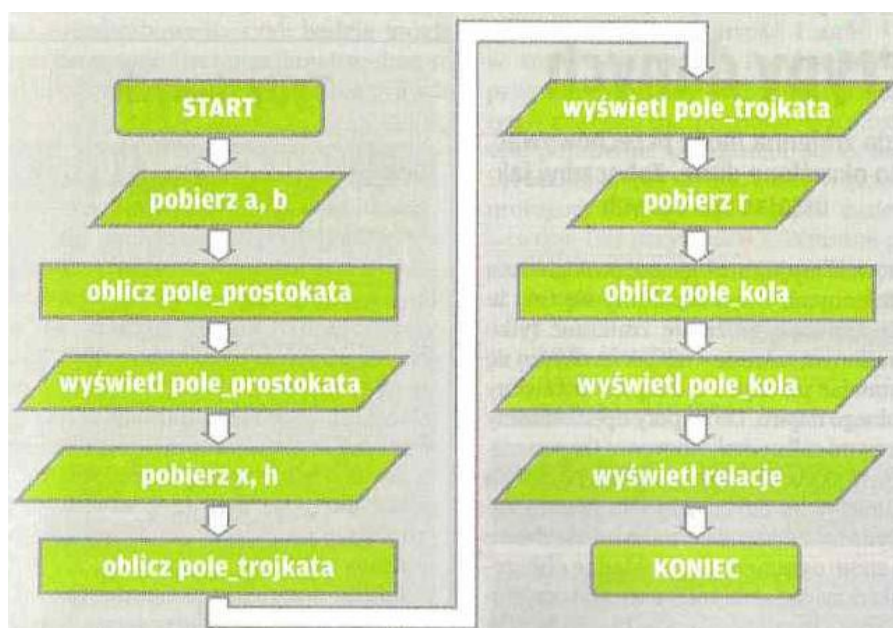 START
pobierz a, b
oblicz pole_prostokata
wyświetl pole_prostokata
pobierz x, h
oblicz pole_trojkata
wyświetl pole_trojkata
pobierz r
oblicz pole_kola
wyświetl pole_kola
wyświetl relacje
KONIEC